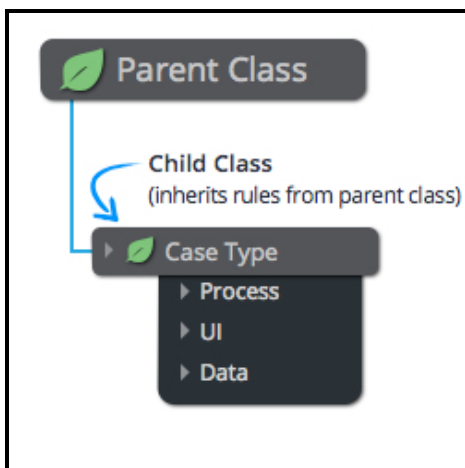 Parent Class
Child Class
(inherits rules from parent class)
Case Type
Process
UI
Data